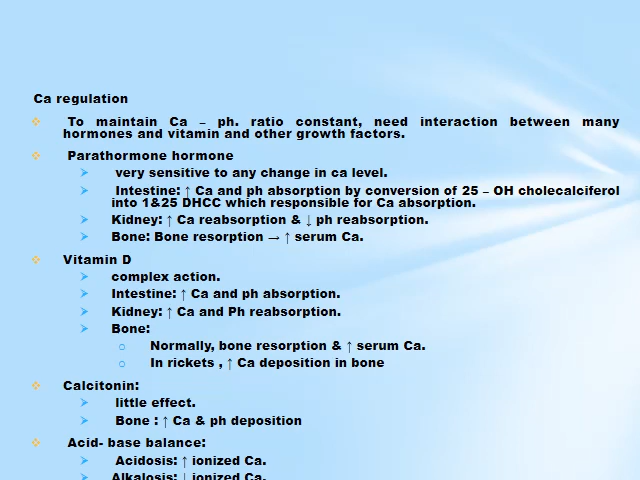 Ca regulation
To maintain Ca – ph. ratio constant, need interaction between many
hormones and vitamin and other growth factors.
Parathormone hormone
very sensitive to any change in ca level.
Intestine: ↑ Ca and ph absorption by conversion of 25 – OH cholecalciferol
into 1&25 DHCC which responsible for Ca absorption.
Kidney: ↑ Ca reabsorption & ↓ ph reabsorption.
Bone: Bone resorption → ↑ serum Ca.
Vitamin D
complex action.
Intestine: ↑ Ca and ph absorption.
Kidney: ↑ Ca and Ph reabsorption.
Bone:
Normally, bone resorption & ↑ serum Ca.
In rickets , ↑ Ca deposition in bone
Calcitonin:
little effect.
Bone : ↑ Ca & ph deposition
Acid- base balance:
Acidosis: ↑ ionized Ca.
Alkalosis: ↓ ionized Ca.